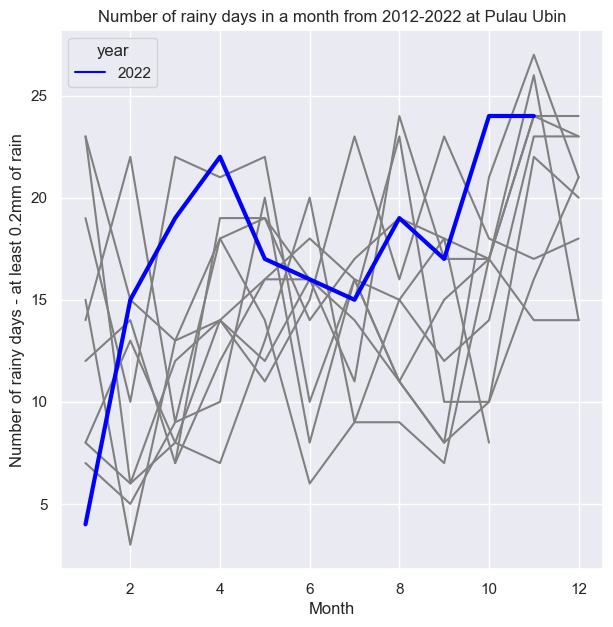 Number of rainy days in a month from 2012-2022 at Pulau Ubin
year
2022
Number of rainy days - at least 0.2mm of rain
25
20
15
10
5
2 4 6 8 10 12
Month